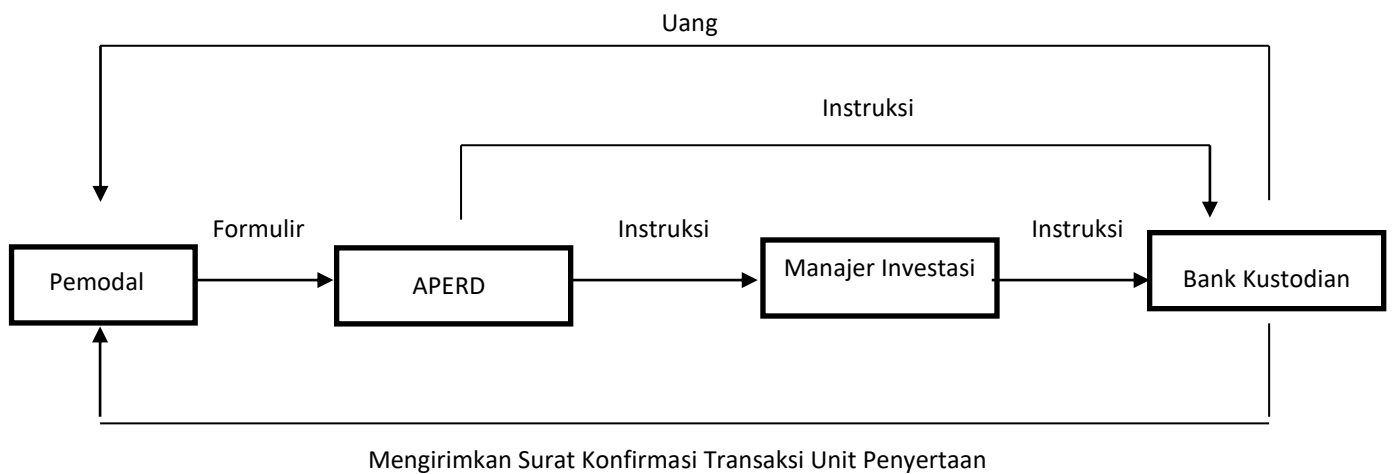 Uang
Instruksi
Formulir
Instruksi
Instruksi
Pemodal
APERD
Manajer Investasi
Bank Kustodian
Mengirimkan Surat Konfirmasi Transaksi Unit Penyertaan